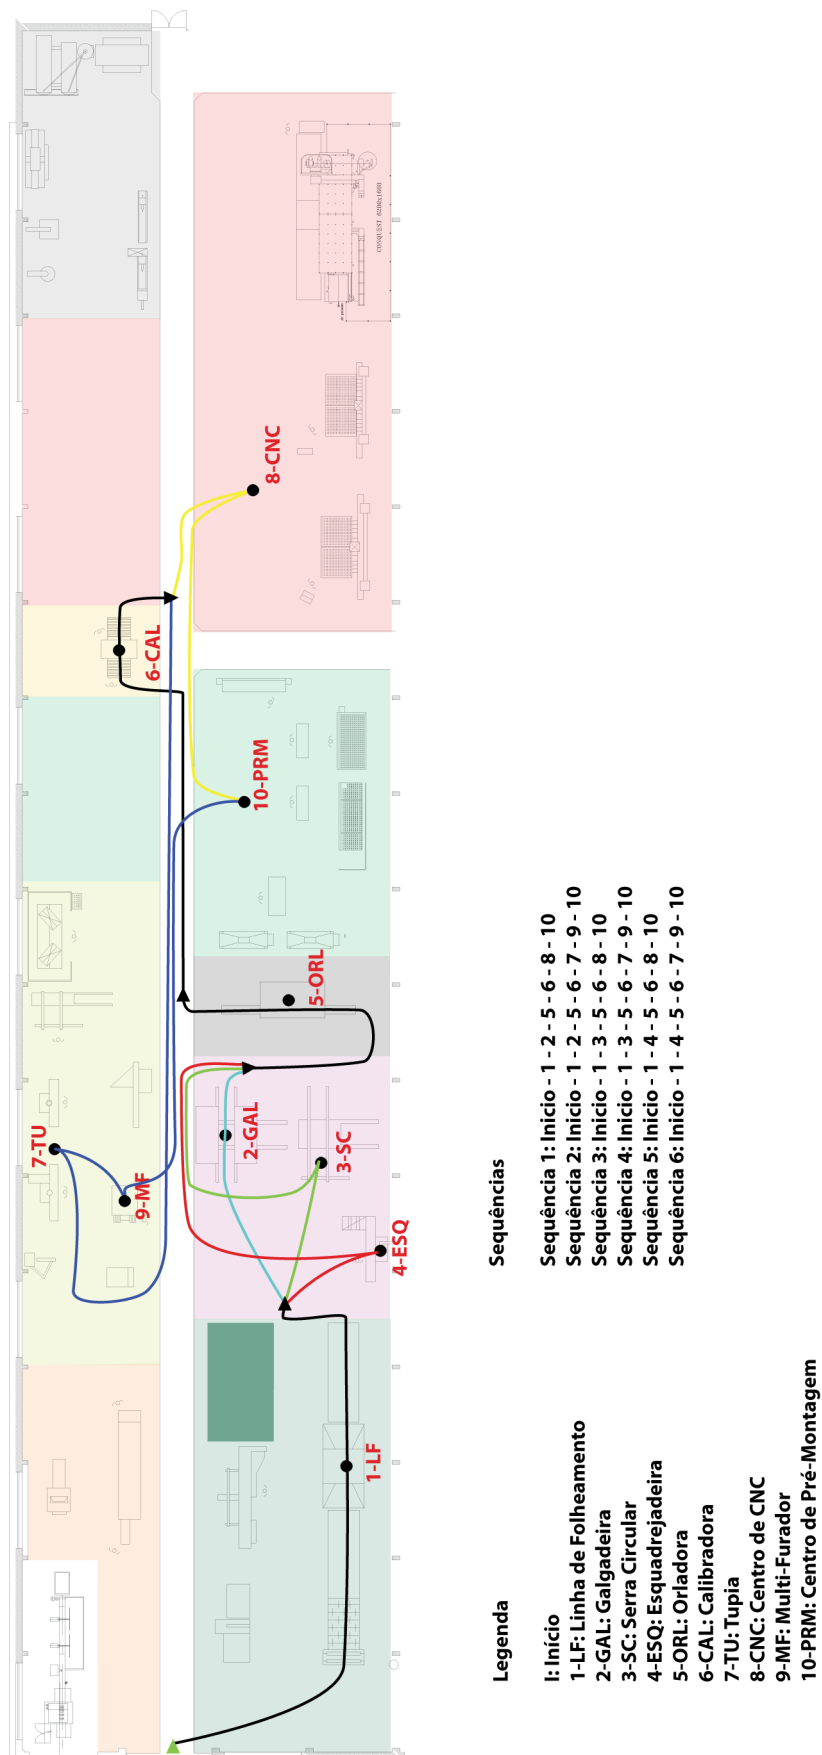 7-TU
9-MF
6-CAL
8-CNC
10-PRM
5-ORL
2-GAL
3-SC
4-ESQ
1-LF
CONQUEST 6200x1600
Legenda
I: Início
1-LF: Linha de Folheamento
2-GAL: Galgadeira
3-SC: Serra Circular
4-ESQ: Esquadrejadeira
5-ORL: Orladora
6-CAL: Calibradora
7-TU: Tupia
8-CNC: Centro de CNC
9-MF: Multi-Furador
10-PRM: Centro de Pré-Montagem
Sequências
Sequência 1: Inicio - 1 - 2 - 5 - 6 - 8 - 10
Sequência 2: Inicio - 1 - 2 - 5 - 6 - 7 - 9 - 10
Sequência 3: Inicio - 1 - 3 - 5 - 6 - 8 - 10
Sequência 4: Inicio - 1 - 3 - 5 - 6 - 7 - 9 - 10
Sequência 5: Inicio - 1 - 4 - 5 - 6 - 8 - 10
Sequência 6: Inicio - 1 - 4 - 5 - 6 - 7 - 9 - 10